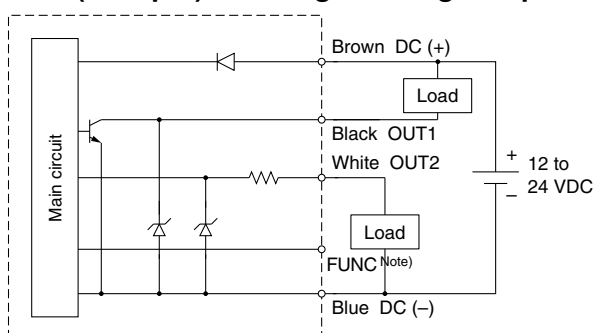 Brown DC (+)
Load
Black OUT1
White OUT2
Main circuit
+
12 to
24 VDC
–
Load
FUNC Note)
Blue DC (–)